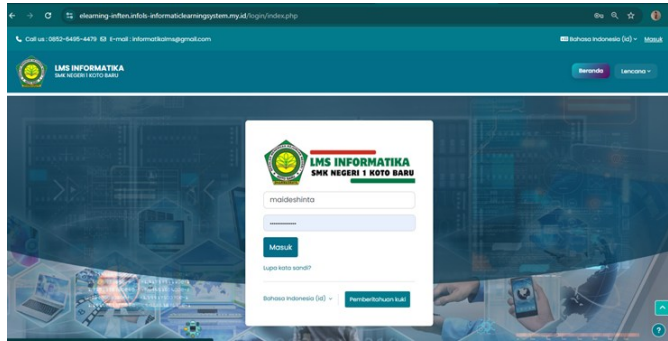 elearning-inften.infols-informaticlearningsystem.my.id/login/index.php
Call us : 0852-6495-4479 E-mail : informatikalms@gmail.com
Bahasa Indonesia (id) Masuk
LMS INFORMATIKA
SMK NEGERI 1 KOTO BARU
Beranda
Lencana
LMS INFORMATIKA
SMK NEGERI 1 KOTO BARU
maideshinta
Masuk
Lupa kata sandi?
Bahasa Indonesia (id)
Pemberitahuan kuki